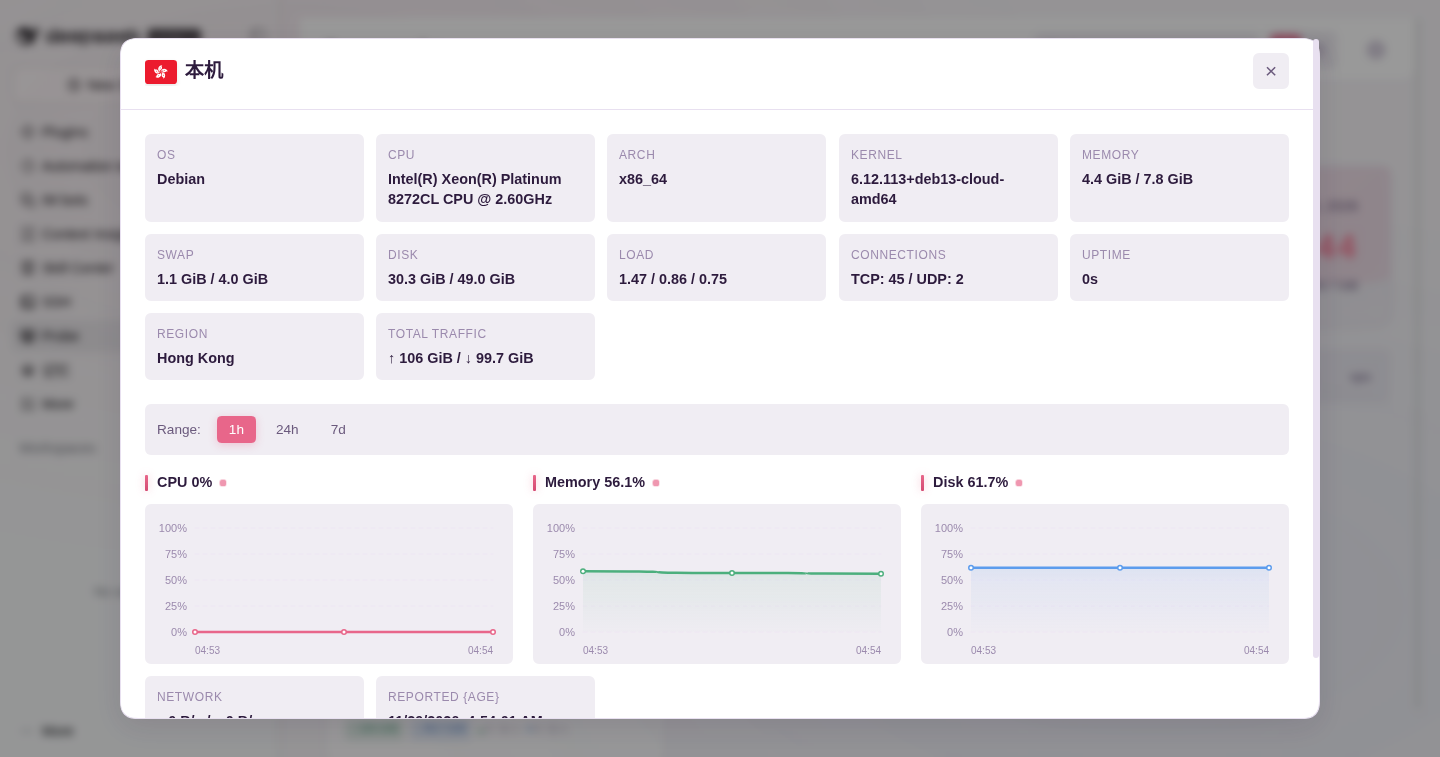 本机
OS
Debian
CPU
Intel(R) Xeon(R) Platinum
8272CL CPU @ 2.60GHz
ARCH
x86_64
KERNEL
6.12.113+deb13-cloud-
amd64
MEMORY
4.4 GiB / 7.8 GiB
SWAP
1.1 GiB / 4.0 GiB
DISK
30.3 GiB / 49.0 GiB
LOAD
1.47 / 0.86 / 0.75
CONNECTIONS
TCP: 45 / UDP: 2
UPTIME
0s
REGION
Hong Kong
TOTAL TRAFFIC
↑ 106 GiB / ↓ 99.7 GiB
Range: 1h 24h 7d
CPU 0%
100%
75%
50%
25%
0%
04:53 04:54
Memory 56.1%
100%
75%
50%
25%
0%
04:53 04:54
Disk 61.7%
100%
75%
50%
25%
0%
04:53 04:54
NETWORK
REPORTED {AGE}